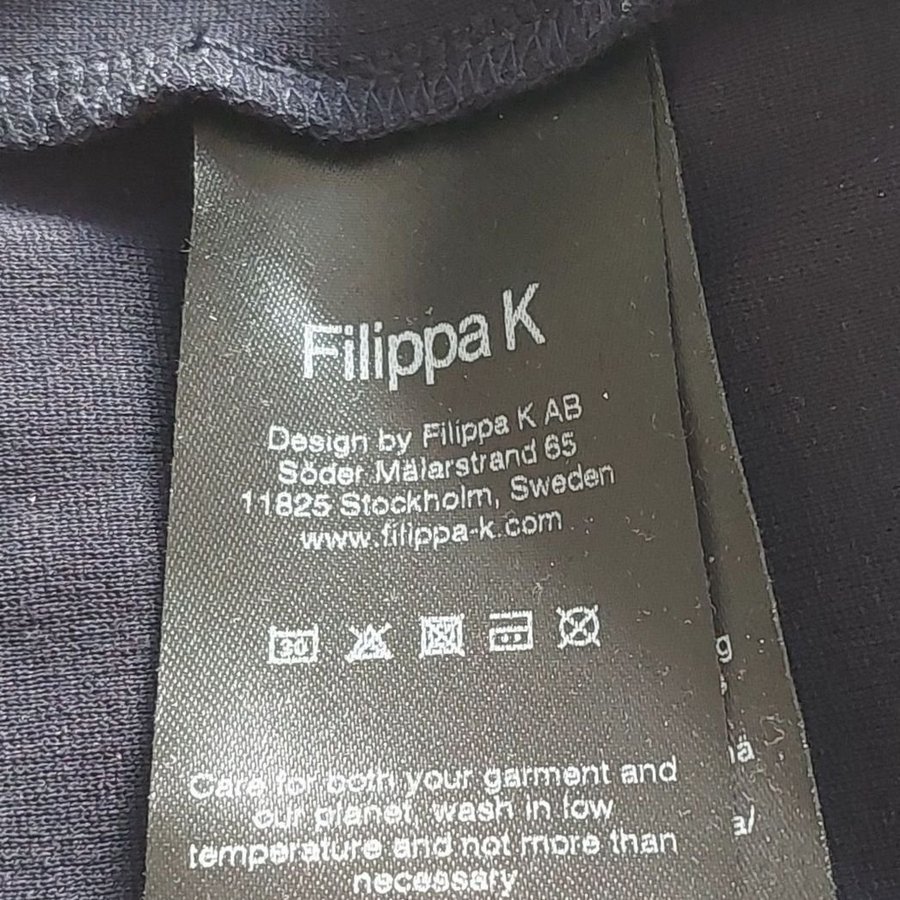 Filippa K
Design by Filippa K AB
Söder Mälarstrand 65
11825 Stockholm, Sweden
www.filippa-k.com
30
Care for both your garment and
our planet, wash in low
temperature and not more than
necessary
g
ä
a/